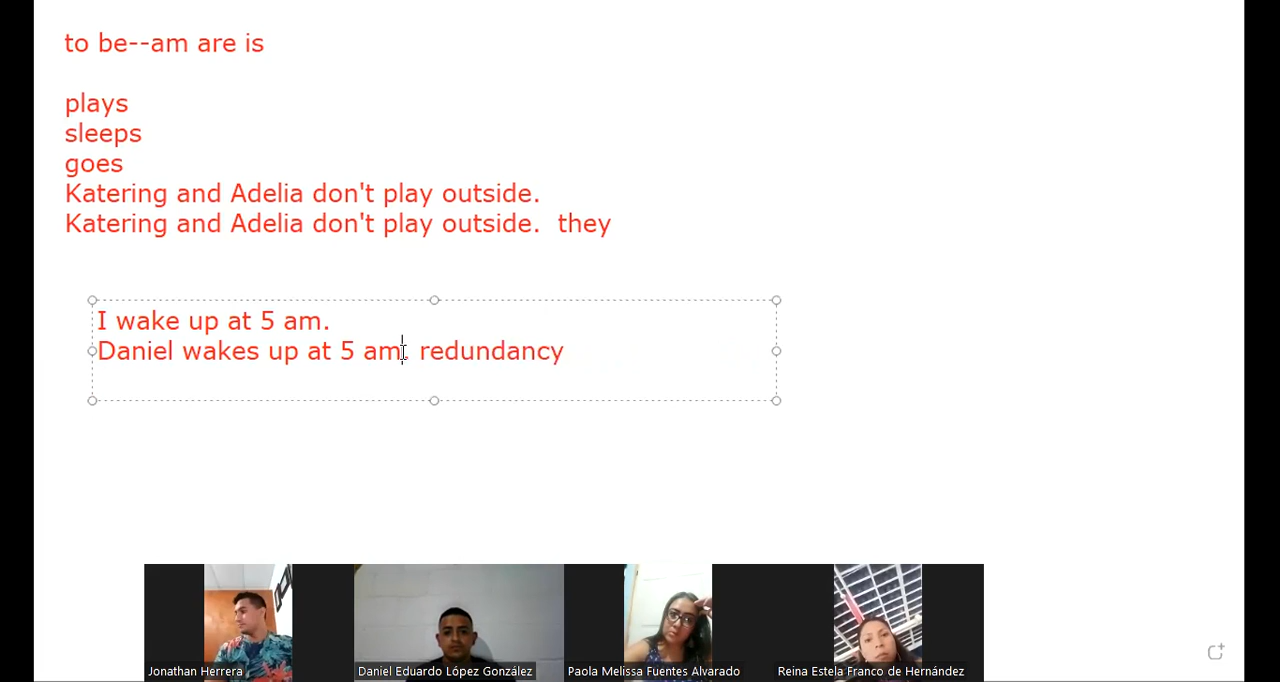 to be--am are is
plays
sleeps
goes
Katering and Adelia don't play outside.
Katering and Adelia don't play outside.  they
I wake up at 5 am.
Daniel wakes up at 5 am. redundancy
Jonathan Herrera
Daniel Eduardo López González
Paola Melissa Fuentes Alvarado
Reina Estela Franco de Hernández